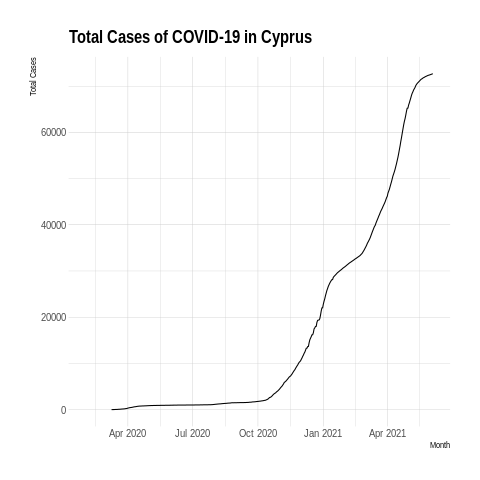 Total Cases of COVID-19 in Cyprus
Total Cases
60000
40000
20000
0
Apr 2020 Jul 2020 Oct 2020 Jan 2021 Apr 2021
Month